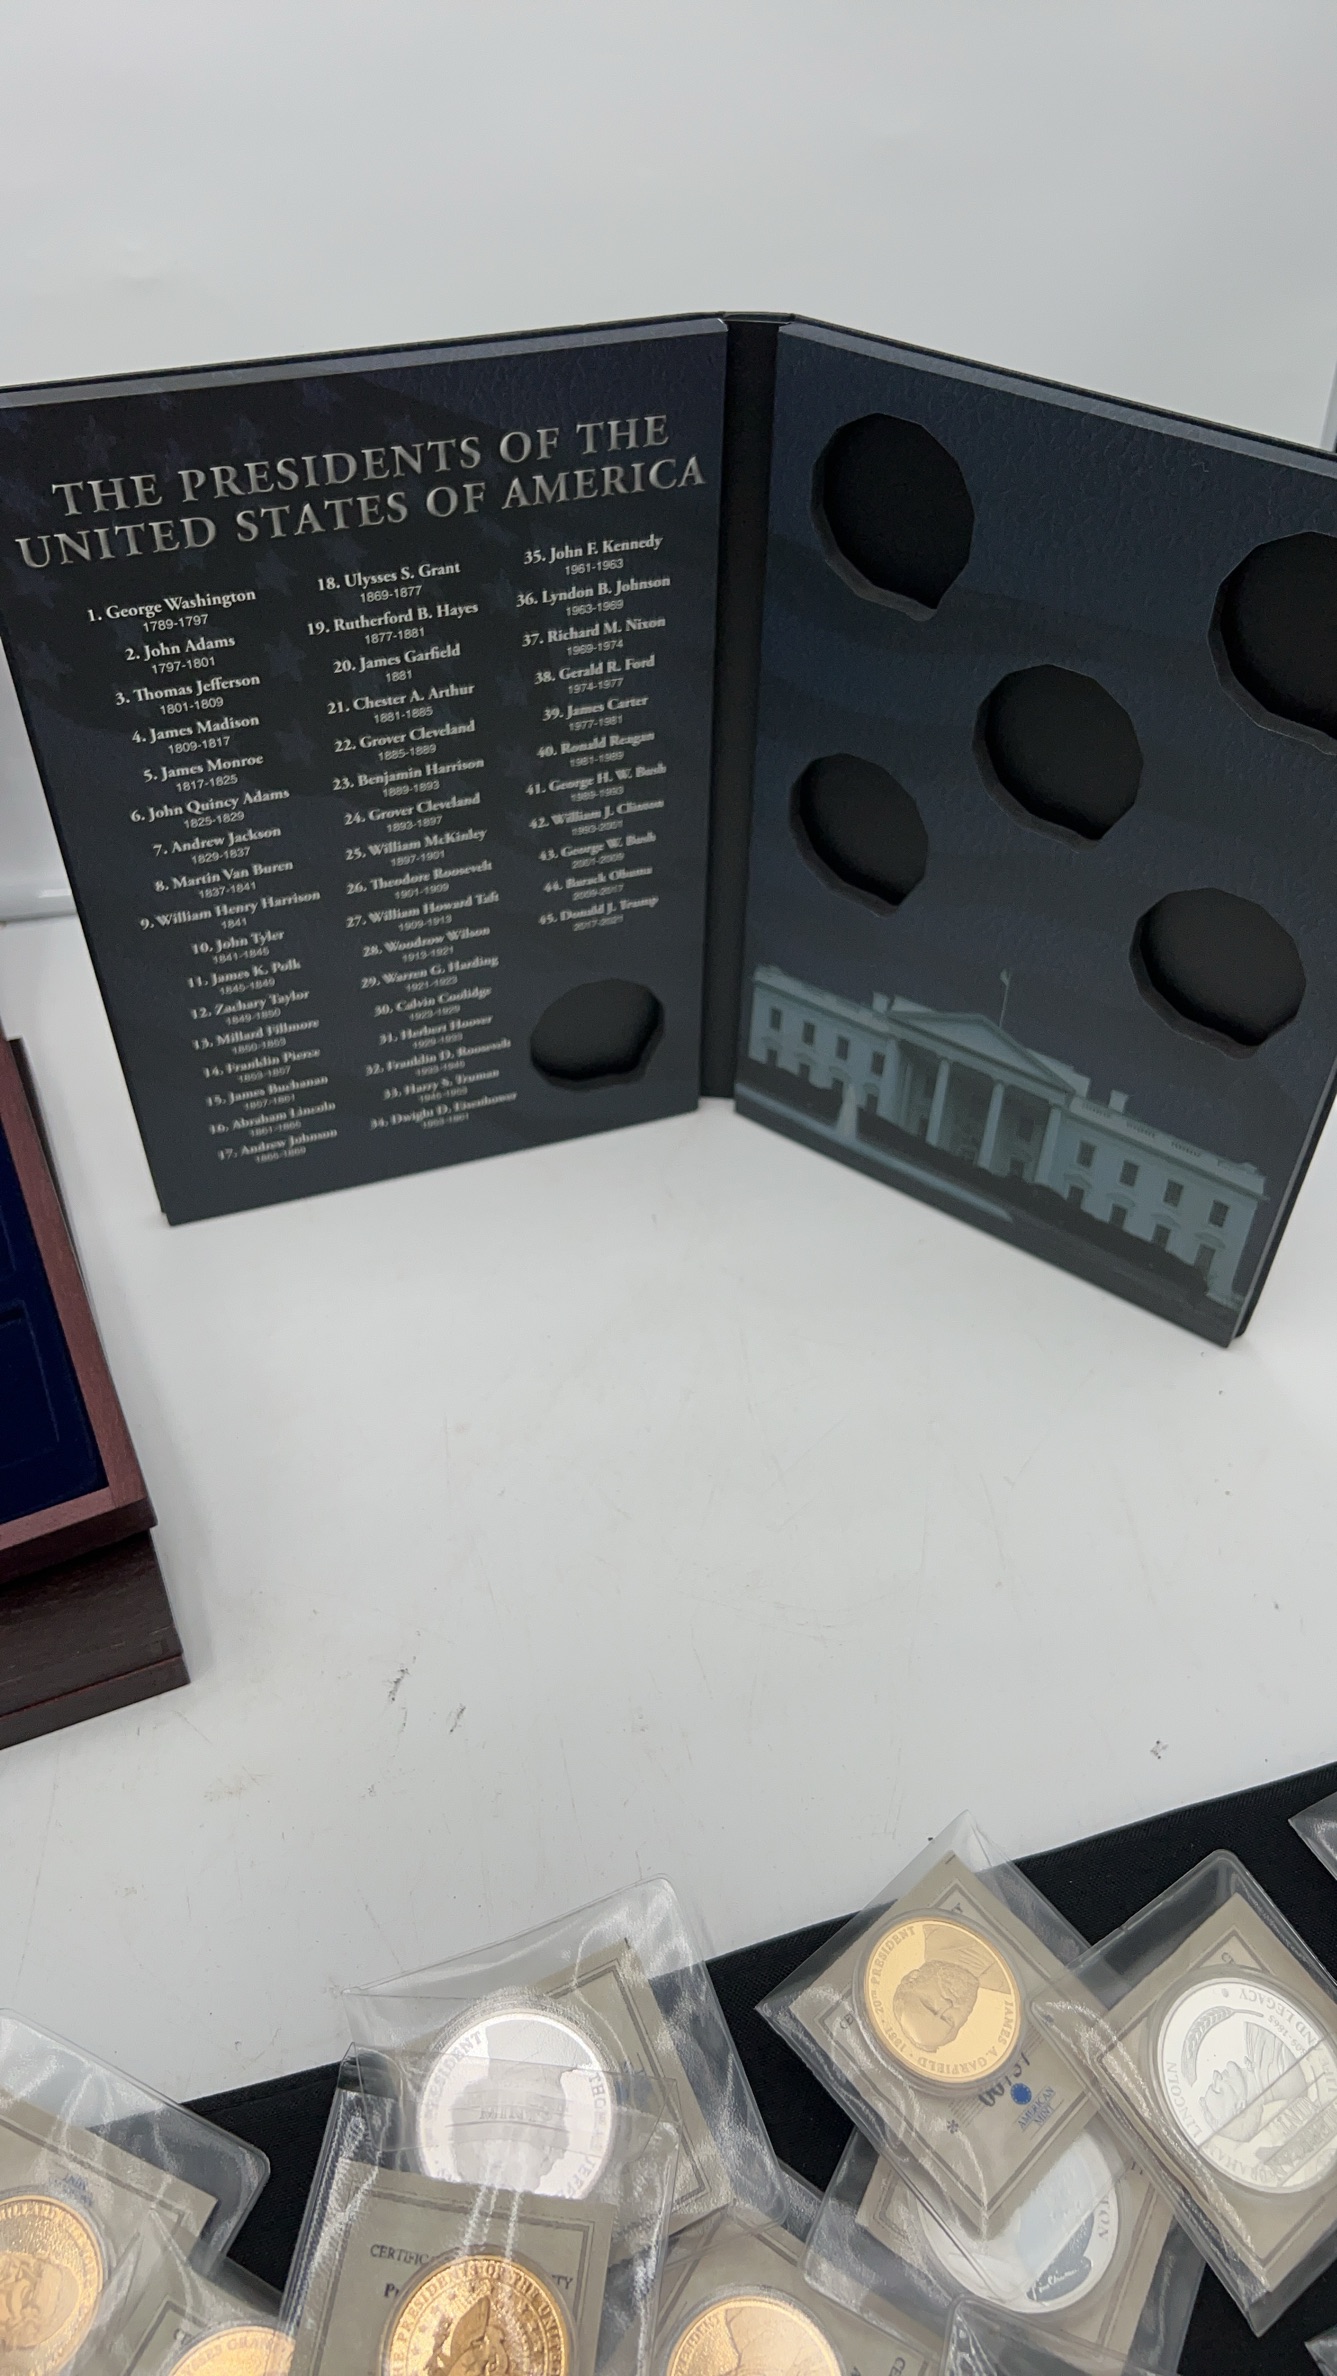 THE PRESIDENTS OF THE
UNITED STATES OF AMERICA
1. George Washington
1789-1797
2. John Adams
1797-1801
3. Thomas Jefferson
1801-1809
4. James Madison
1809-1817
5. James Monroe
1817-1825
6. John Quincy Adams
1825-1829
7. Andrew Jackson
1829-1837
8. Martin Van Buren
1837-1841
9. William Henry Harrison
1841
10. John Tyler
1841-1845
11. James K. Polk
1845-1849
12. Zachary Taylor
1849-1850
13. Millard Fillmore
1850-1853
14. Franklin Pierce
1853-1857
15. James Buchanan
1857-1861
16. Abraham Lincoln
1861-1865
17. Andrew Johnson
1865-1869
18. Ulysses S. Grant
1869-1877
19. Rutherford B. Hayes
1877-1881
20. James Garfield
1881
21. Chester A. Arthur
1881-1885
22. Grover Cleveland
1885-1889
23. Benjamin Harrison
1889-1893
24. Grover Cleveland
1893-1897
25. William McKinley
1897-1901
26. Theodore Roosevelt
1901-1909
27. William Howard Taft
1909-1913
28. Woodrow Wilson
1913-1921
29. Warren G. Harding
1921-1923
30. Calvin Coolidge
1923-1929
31. Herbert Hoover
1929-1933
32. Franklin D. Roosevelt
1933-1945
33. Harry S. Truman
1945-1953
34. Dwight D. Eisenhower
1953-1961
35. John F. Kennedy
1961-1963
36. Lyndon B. Johnson
1963-1969
37. Richard M. Nixon
1969-1974
38. Gerald R. Ford
1974-1977
39. James Carter
1977-1981
40. Ronald Reagan
1981-1989
41. George H. W. Bush
1989-1993
42. William J. Clinton
1993-2001
43. George W. Bush
2001-2009
44. Barack Obama
2009-2017
45. Donald J. Trump
2017-2021
JAMES A. GARFIELD • 1881 • 20TH PRESIDENT
AMERICAN
MINT
ABRAHAM LINCOLN
LEGACY
PRESIDENTS OF THE